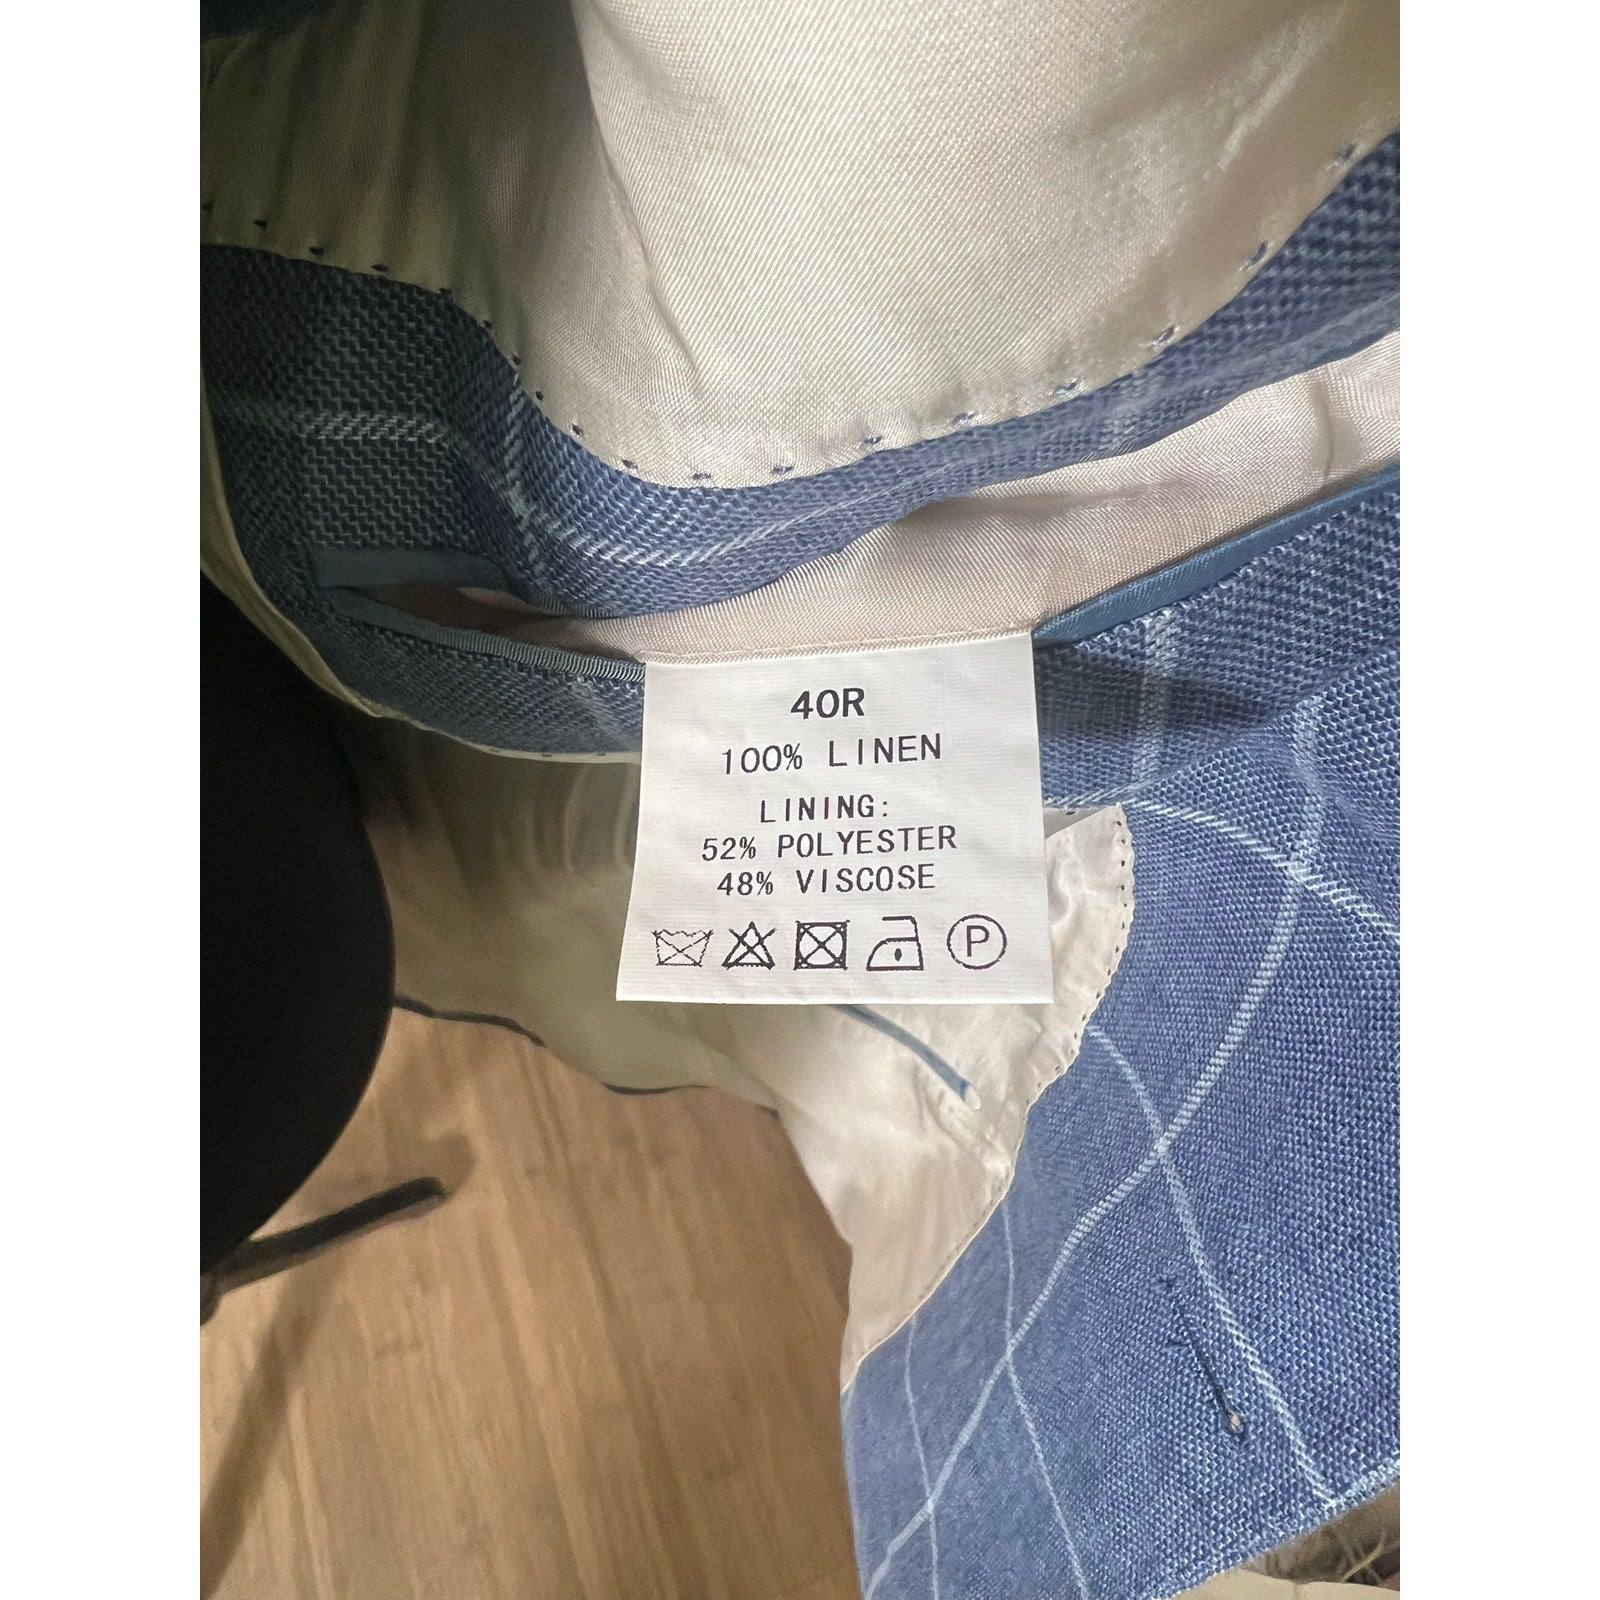 40R
100% LINEN
LINING:
52% POLYESTER
48% VISCOSE
P